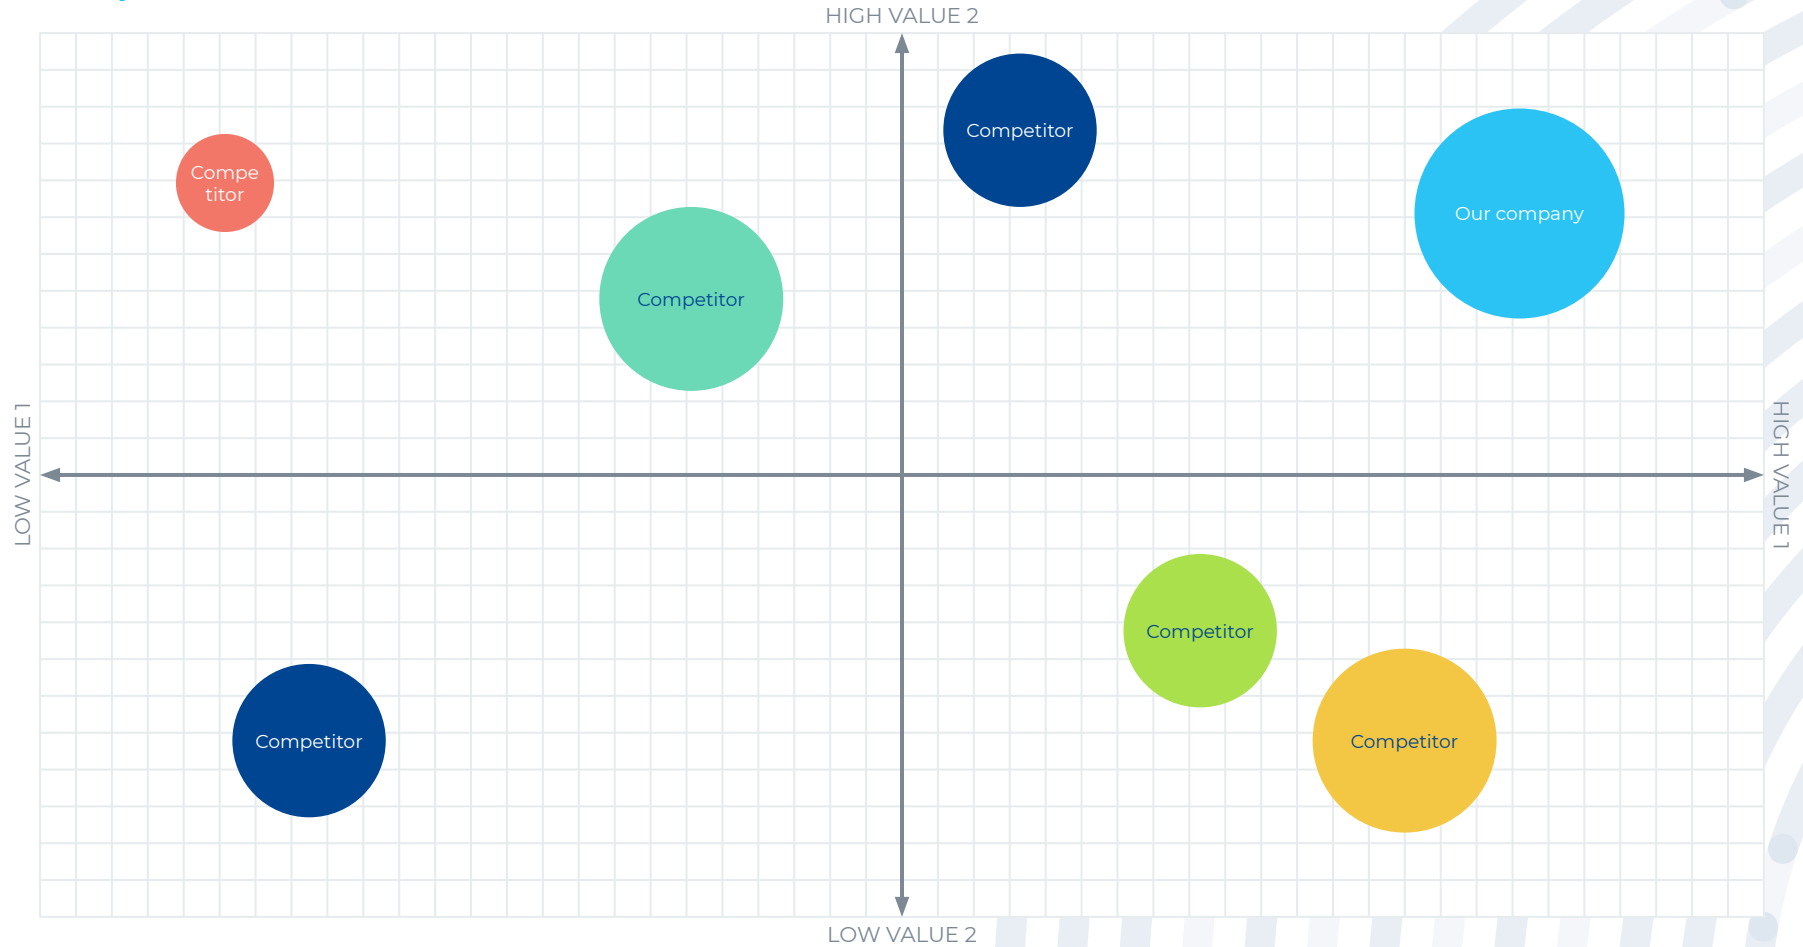 HIGH VALUE 2
Competitor
Compe
titor
Our company
Competitor
LOW VALUE 1
HIGH VALUE 1
Competitor
Competitor
Competitor
LOW VALUE 2